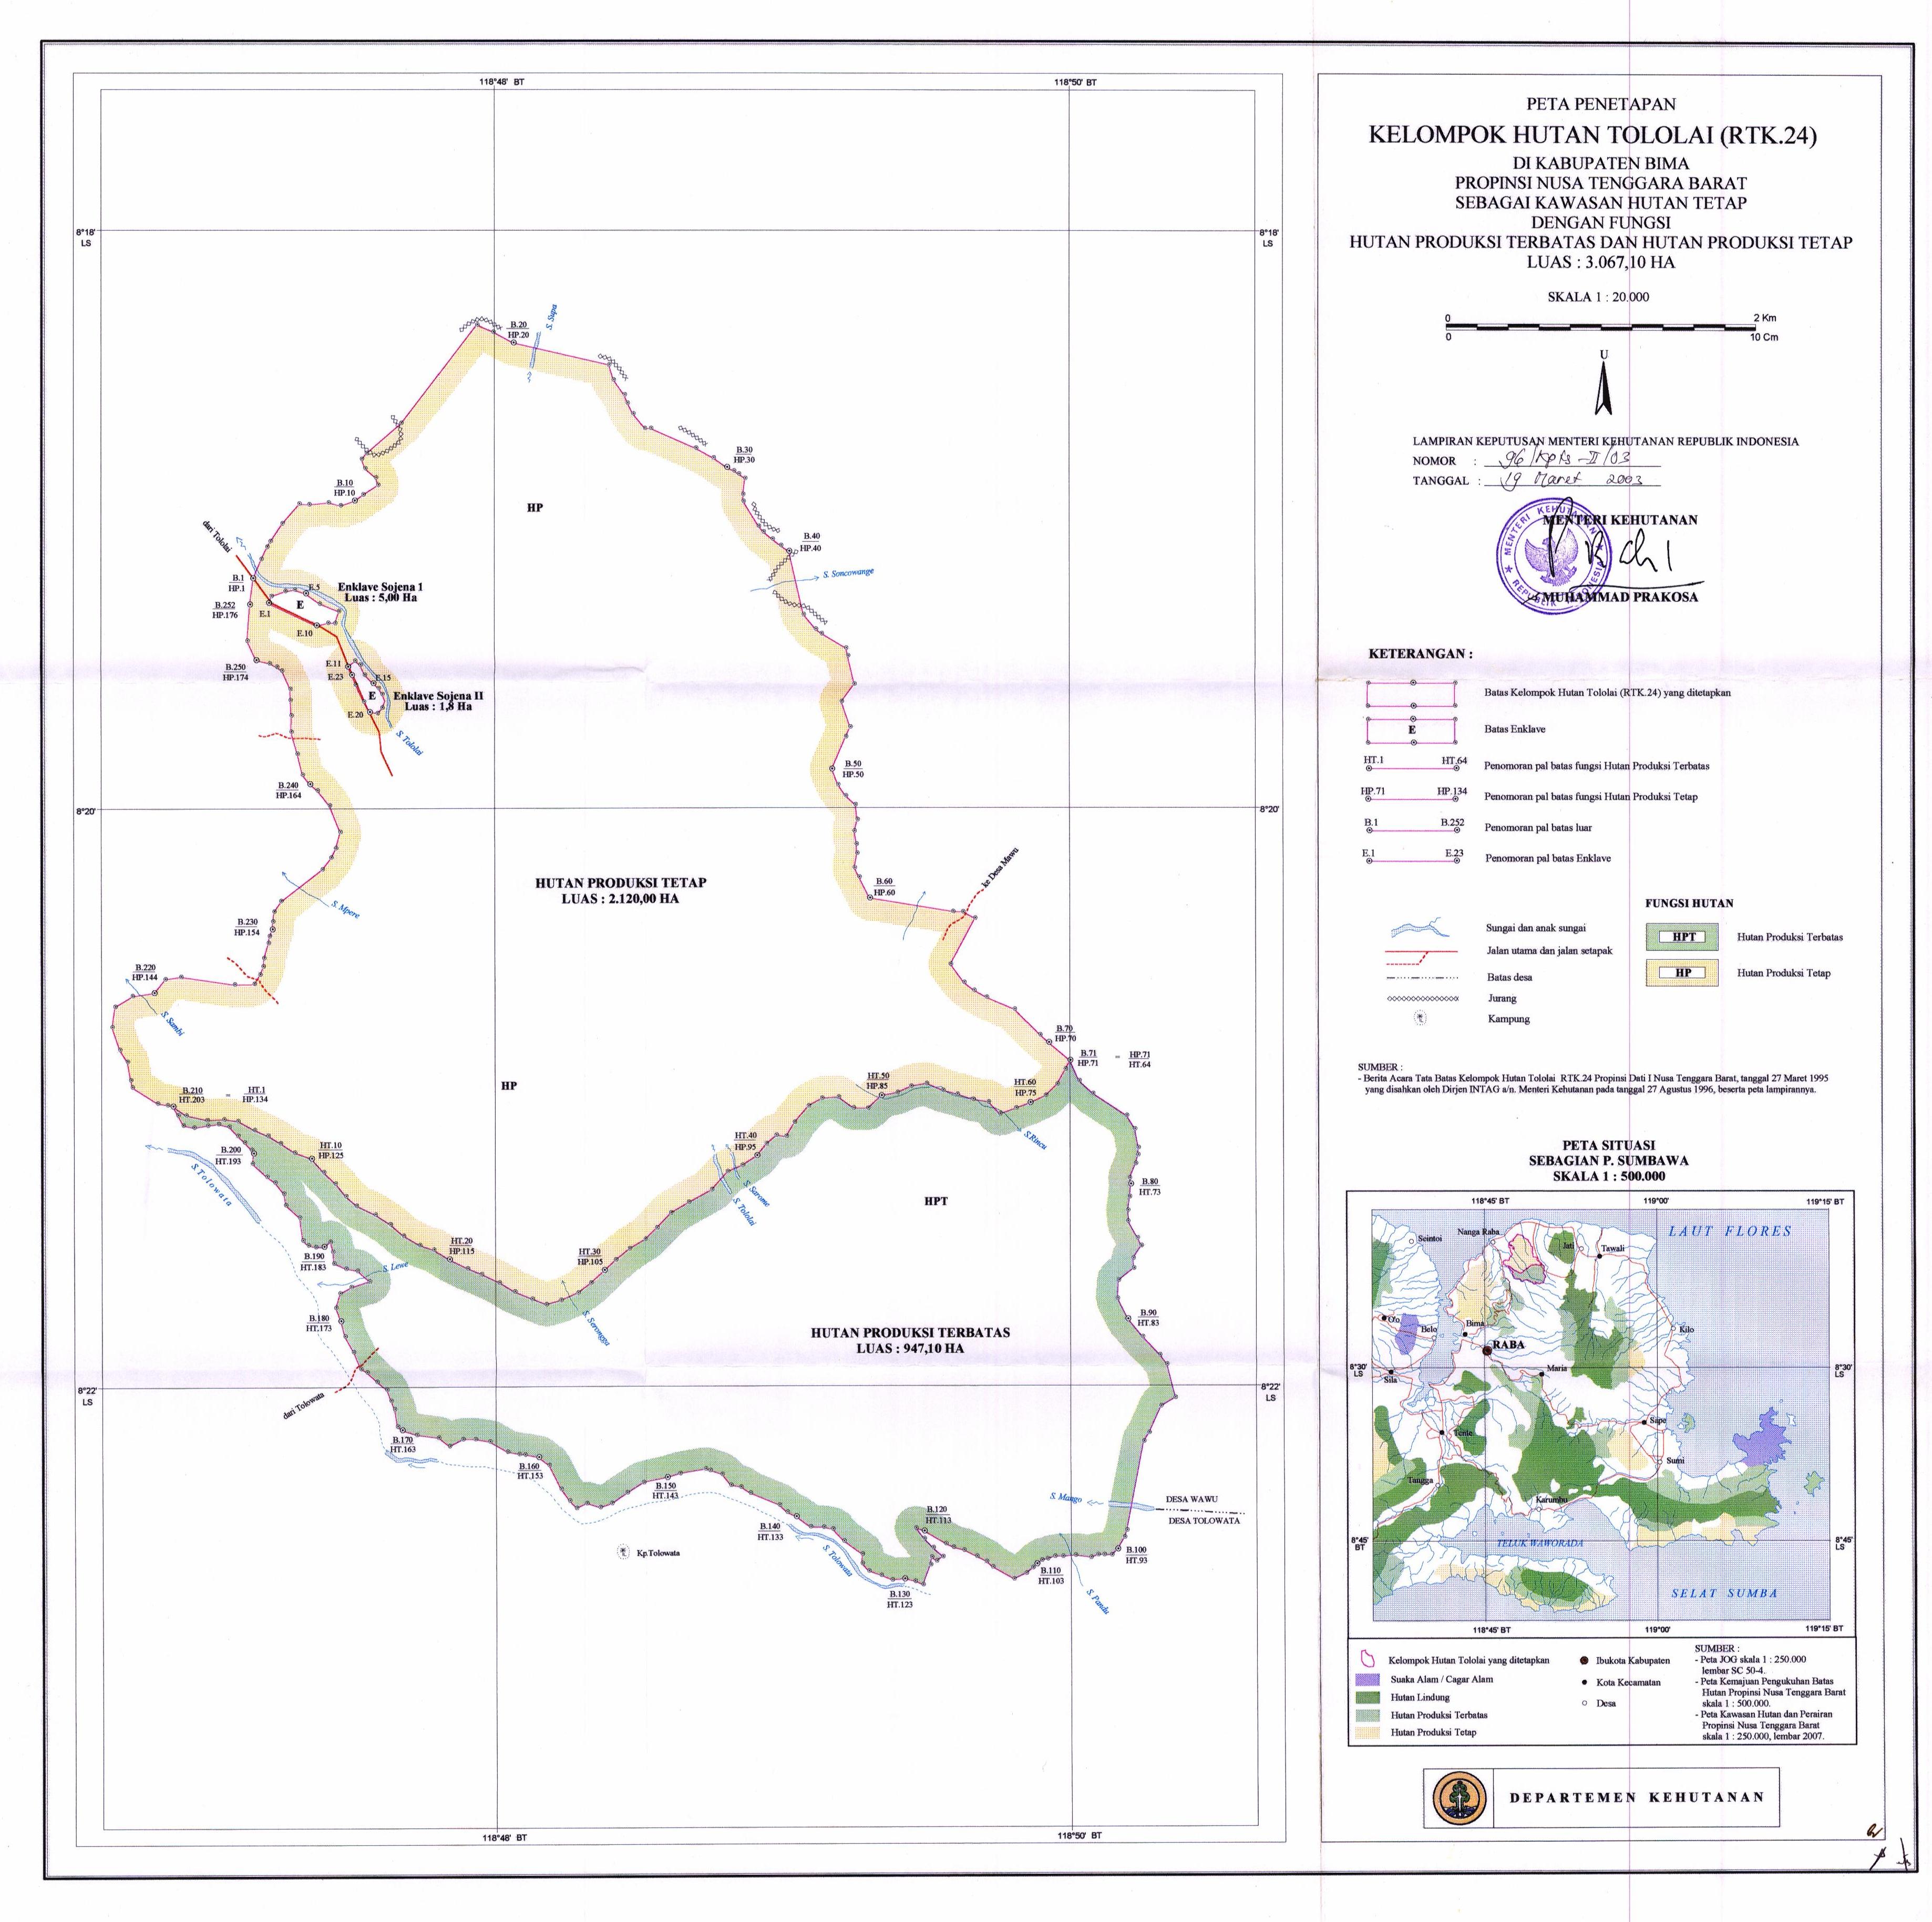 118°48' BT
118°50' BT
8°18'
LS
8°18'
LS
B.20
HP.20
S. Supa
B.30
HP.30
B.10
HP.10
HP
dari Tololai
B.40
HP.40
S. Soncowange
B.1
HP.1
E.5
Enklave Sojena 1
Luas : 5,00 Ha
E
B.252
HP.176
E.1
E.10
B.250
HP.174
E.11
E.23
E.15
E
Enklave Sojena II
Luas : 1,8 Ha
E.20
S. Tololai
B.50
HP.50
B.240
HP.164
8°20'
8°20'
ke Desa Mawu
HUTAN PRODUKSI TETAP
LUAS : 2.120,00 HA
B.60
HP.60
S. Mpere
B.230
HP.154
B.220
HP.144
S. Sambi
B.70
HP.70
B.71
HP.71
= HP.71
HT.64
HP
HT.50
HP.85
HT.60
HP.75
B.210
HT.203
= HT.1
HP.134
S.Rincu
HT.40
HP.95
HT.10
HP.125
B.200
HT.193
S.Tolowata
S. Sarome
S. Tololai
B.80
HT.73
HPT
HT.20
HP.115
HT.30
HP.105
B.190
HT.183
S. Lewe
B.180
HT.173
S. Serongga
B.90
HT.83
HUTAN PRODUKSI TERBATAS
LUAS : 947,10 HA
8°22'
LS
8°22'
LS
dari Tolowata
B.170
HT.163
B.160
HT.153
B.150
HT.143
B.140
HT.133
S. Tolowata
Kp.Tolowata
B.120
HT.113
S. Mango
DESA WAWU
DESA TOLOWATA
B.100
HT.93
B.110
HT.103
B.130
HT.123
S. Pandu
118°48' BT
118°50' BT
PETA PENETAPAN
KELOMPOK HUTAN TOLOLAI (RTK.24)
DI KABUPATEN BIMA
PROPINSI NUSA TENGGARA BARAT
SEBAGAI KAWASAN HUTAN TETAP
DENGAN FUNGSI
HUTAN PRODUKSI TERBATAS DAN HUTAN PRODUKSI TETAP
LUAS : 3.067,10 HA
SKALA 1 : 20.000
0 2 Km
0 10 Cm
U
LAMPIRAN KEPUTUSAN MENTERI KEHUTANAN REPUBLIK INDONESIA
NOMOR : 96/Kpts-II/03
TANGGAL : 19 Maret 2003
MENTERI KEHUTANAN
MENTERI KEHUTANAN
REPUBLIK INDONESIA
MUHAMMAD PRAKOSA
KETERANGAN :
Batas Kelompok Hutan Tololai (RTK.24) yang ditetapkan
E Batas Enklave
HT.1 HT.64 Penomoran pal batas fungsi Hutan Produksi Terbatas
HP.71 HP.134 Penomoran pal batas fungsi Hutan Produksi Tetap
B.1 B.252 Penomoran pal batas luar
E.1 E.23 Penomoran pal batas Enklave
Sungai dan anak sungai
Jalan utama dan jalan setapak
Batas desa
Jurang
Kampung
FUNGSI HUTAN
HPT Hutan Produksi Terbatas
HP Hutan Produksi Tetap
SUMBER :
- Berita Acara Tata Batas Kelompok Hutan Tololai RTK.24 Propinsi Dati I Nusa Tenggara Barat, tanggal 27 Maret 1995
yang disahkan oleh Dirjen INTAG a/n. Menteri Kehutanan pada tanggal 27 Agustus 1996, beserta peta lampirannya.
PETA SITUASI
SEBAGIAN P. SUMBAWA
SKALA 1 : 500.000
118°45' BT
119°00'
119°15' BT
LAUT FLORES
Nanga Raba
Scintoi
Jati
Tawali
O'o
Belo
Bima
RABA
Kilo
Maria
8°30'
LS
8°30'
LS
Sila
Tente
Sape
Sumi
Tangga
Karumbu
8°45'
BT
8°45'
LS
TELUK WAWORADA
SELAT SUMBA
118°45' BT
119°00'
119°15' BT
Kelompok Hutan Tololai yang ditetapkan
Suaka Alam / Cagar Alam
Hutan Lindung
Hutan Produksi Terbatas
Hutan Produksi Tetap
Ibukota Kabupaten
Kota Kecamatan
Desa
SUMBER :
- Peta JOG skala 1 : 250.000
lembar SC 50-4.
- Peta Kemajuan Pengukuhan Batas
Hutan Propinsi Nusa Tenggara Barat
skala 1 : 500.000.
- Peta Kawasan Hutan dan Perairan
Propinsi Nusa Tenggara Barat
skala 1 : 250.000, lembar 2007.
DEPARTEMEN KEHUTANAN